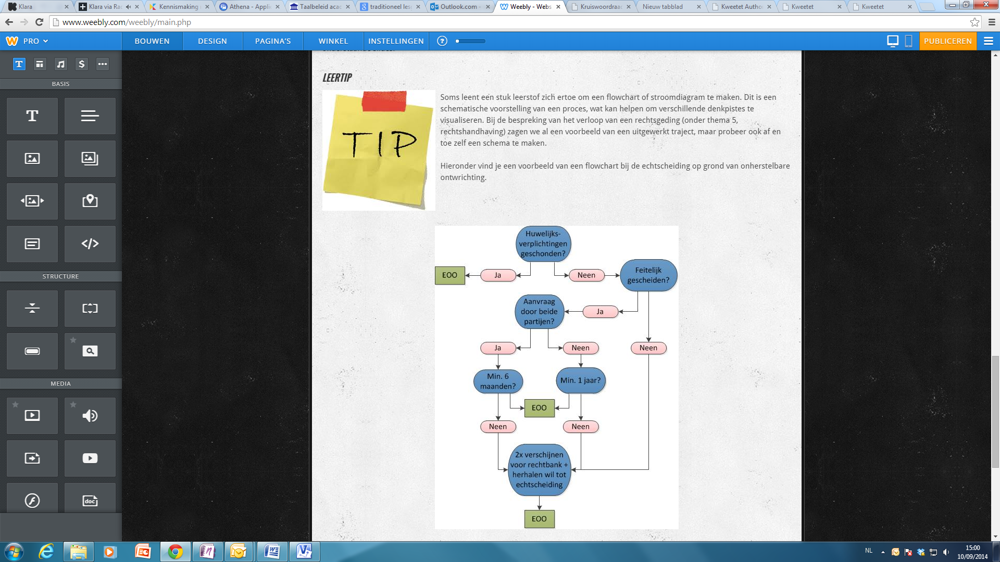 Klara
Klara via Rad
Kennismaking
Athena - Applic
Taalbeleid acad
traditioneel les
Outlook.com -
Weebly - Webs
Kruiswoordraad
Nieuw tabblad
Kweetet Autho
Kweetet
Kweetet
www.weebly.com/weebly/main.php
PRO
BOUWEN
DESIGN
PAGINA'S
WINKEL
INSTELLINGEN
?
PUBLICEREN
BASIS
STRUCTURE
MEDIA
doc
LEERTIP
TIP
Soms leent een stuk leerstof zich ertoe om een flowchart of stroomdiagram te maken. Dit is een
schematische voorstelling van een proces, wat kan helpen om verschillende denkpistes te
visualiseren. Bij de bespreking van het verloop van een rechtsgeding (onder thema 5,
rechtshandhaving) zagen we al een voorbeeld van een uitgewerkt traject, maar probeer ook af en
toe zelf een schema te maken.
Hieronder vind je een voorbeeld van een flowchart bij de echtscheiding op grond van onherstelbare
ontwrichting.
Huwelijks-
verplichtingen
geschonden?
EOO
Ja
Neen
Feitelijk
gescheiden?
Aanvraag
door beide
partijen?
Ja
Ja
Neen
Neen
Min. 6
maanden?
Min. 1 jaar?
EOO
Neen
Neen
2x verschijnen
voor rechtbank +
herhalen wil tot
echtscheiding
EOO
NL
15:00
10/09/2014